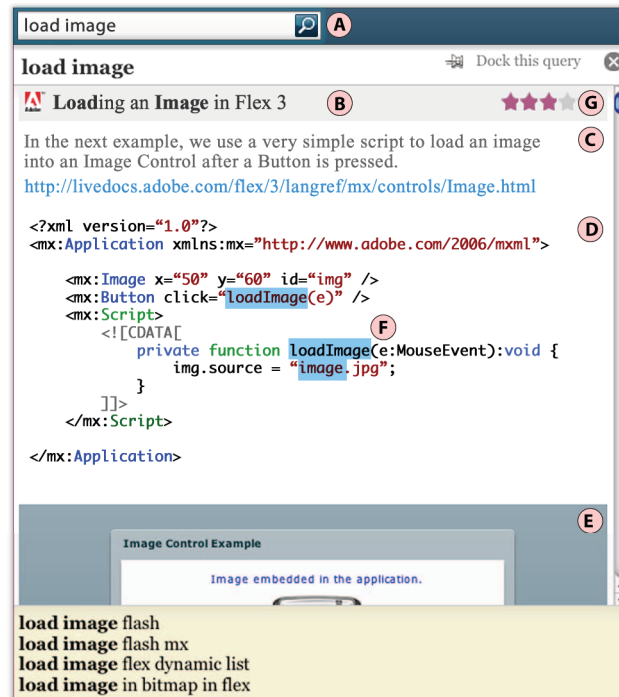 load image A
load image Dock this query
Loading an Image in Flex 3 B G
In the next example, we use a very simple script to load an image C
into an Image Control after a Button is pressed.
http://livedocs.adobe.com/flex/3/langref/mx/controls/Image.html
<?xml version=“1.0”?> D
<mx:Application xmlns:mx=”http://www.adobe.com/2006/mxml”>
<mx:Image x=“50” y=“60” id=“img” />
<mx:Button click=“loadImage(e)” />
<mx:Script>
<![CDATA[ F
private function loadImage(e:MouseEvent):void {
img.source = “image.jpg”;
}
]]>
</mx:Script>
</mx:Application>
E
Image Control Example
Image embedded in the application.
load image flash
load image flash mx
load image flex dynamic list
load image in bitmap in flex